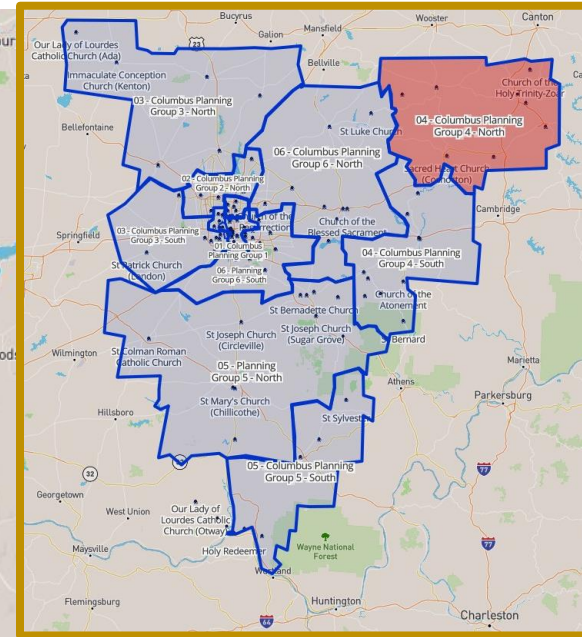 Bucyrus
Galion
Mansfield
Wooster
Canton
23
Our Lady of Lourdes
Catholic Church (Ada)
Immaculate Conception
Church (Kenton)
Bellville
03 - Columbus Planning
Group 3 - North
Church of the
Holy Trinity-Zoar
04 - Columbus Planning
Group 4 - North
Bellefontaine
St Luke Church
06 - Columbus Planning
Group 6 - North
Sacred Heart Church
02 - Columbus Planning
Group 2 - North
Cambridge
Springfield
03 - Columbus Planning
Group 3 - South
Church of the
Blessed Sacrament
01 Columbus
Planning Group 1
04 - Columbus Planning
Group 4 - South
St Patrick Church
(London)
06 - Planning
Group 6 - South
Church of the
Atonement
St Bernadette Church
St Joseph Church
(Circleville)
St Joseph Church
(Sugar Grove)
St Bernard
Wilmington
St Colman Roman
Catholic Church
05 - Planning
Group 5 - North
Marietta
Athens
Parkersburg
St Mary's Church
(Chillicothe)
Hillsboro
St Sylvester
77
05 - Columbus Planning
Group 5 - South
32
Georgetown
West Union
Our Lady of
Lourdes Catholic
Church (Otway)
77
Maysville
Holy Redeemer
Wayne National
Forest
Flemingsburg
Huntington
64
Charleston